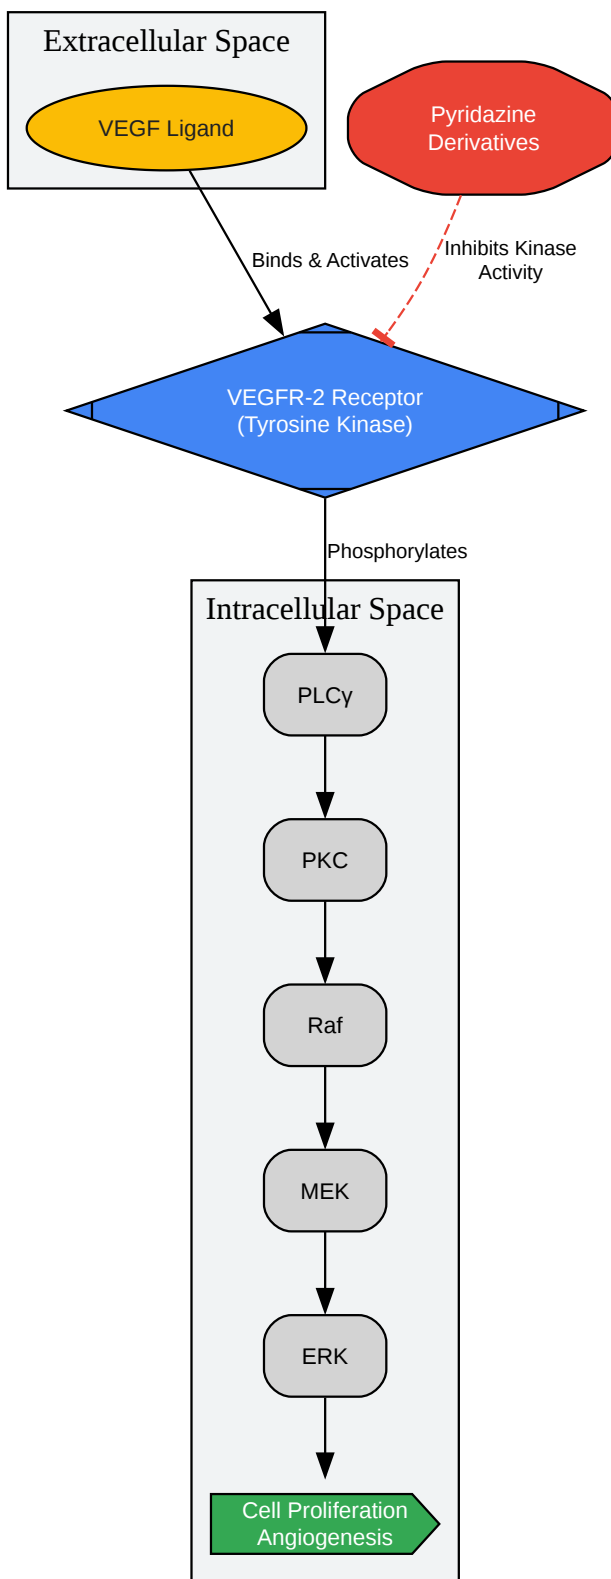 Extracellular Space
VEGF Ligand
Pyridazine
Derivatives
Binds & Activates
Inhibits Kinase
Activity
VEGFR-2 Receptor
(Tyrosine Kinase)
Phosphorylates
Intracellular Space
PLCγ
PKC
Raf
MEK
ERK
Cell Proliferation
Angiogenesis